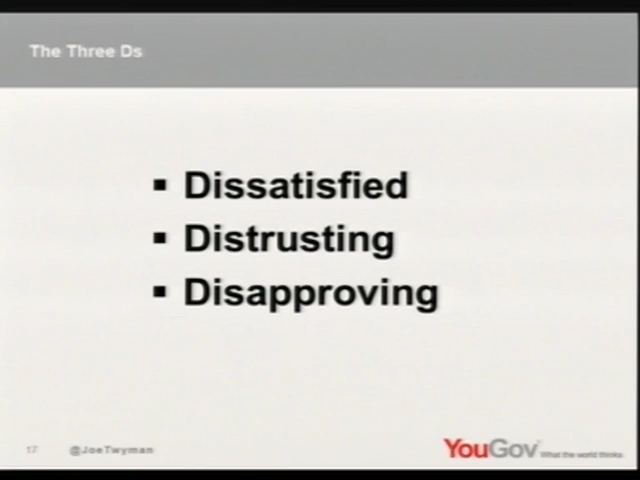 The Three Ds
▪ Dissatisfied
▪ Distrusting
▪ Disapproving
17 @JoeTwyman YouGov What the world thinks